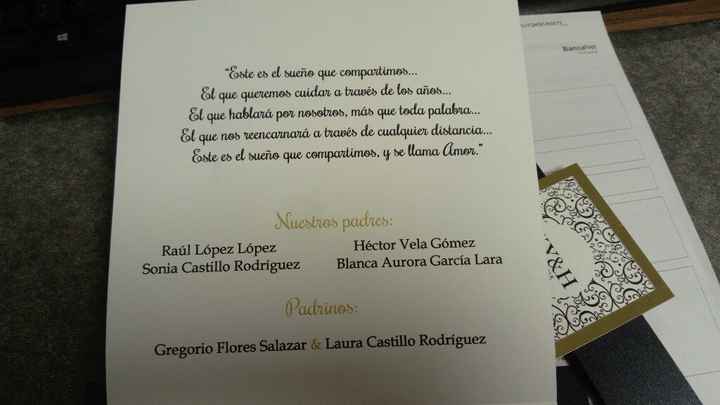 "Este es el sueño que compartimos...
El que queremos cuidar a través de los años...
El que hablará por nosotros, más que toda palabra...
El que nos reencarnará a través de cualquier distancia...
Este es el sueño que compartimos, y se llama Amor."
Nuestros padres:
Raúl López López
Sonia Castillo Rodríguez
Héctor Vela Gómez
Blanca Aurora García Lara
Padrinos:
Gregorio Flores Salazar & Laura Castillo Rodríguez
BancaNet